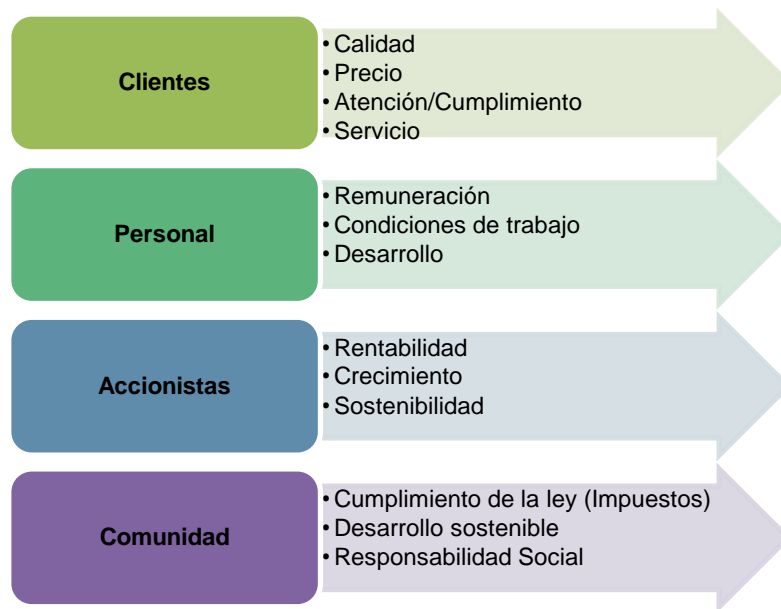 Clientes
• Calidad
• Precio
• Atención/Cumplimiento
• Servicio
Personal
• Remuneración
• Condiciones de trabajo
• Desarrollo
Accionistas
• Rentabilidad
• Crecimiento
• Sostenibilidad
Comunidad
• Cumplimiento de la ley (Impuestos)
• Desarrollo sostenible
• Responsabilidad Social